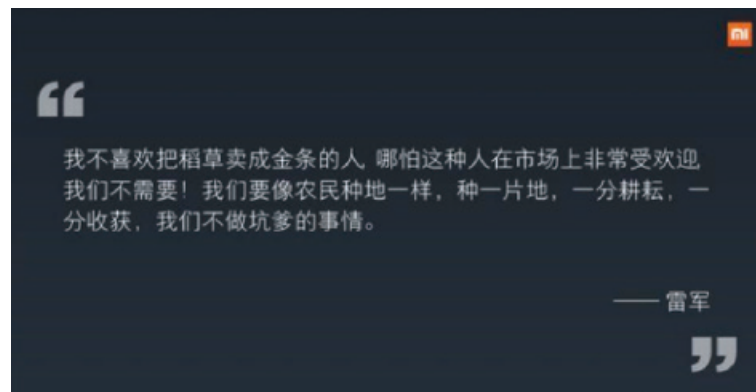 mi
“
我不喜欢把稻草卖成金条的人 哪怕这种人在市场上非常受欢迎
我们不需要！我们要像农民种地一样，种一片地，一分耕耘，一
分收获，我们不做坑爹的事情。
—— 雷军
”